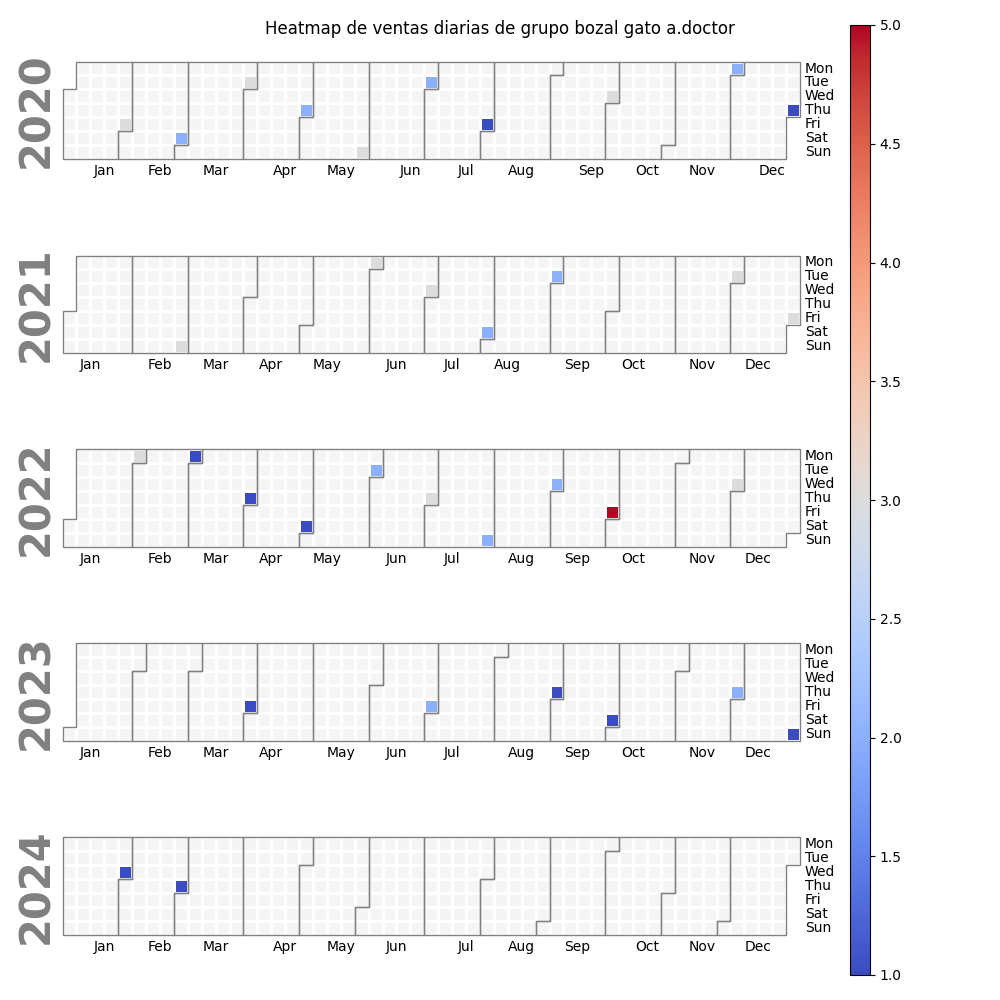 Heatmap de ventas diarias de grupo bozal gato a.doctor
2020
Mon
Tue
Wed
Thu
Fri
Sat
Sun
Jan Feb Mar Apr May Jun Jul Aug Sep Oct Nov Dec
2021
Mon
Tue
Wed
Thu
Fri
Sat
Sun
Jan Feb Mar Apr May Jun Jul Aug Sep Oct Nov Dec
2022
Mon
Tue
Wed
Thu
Fri
Sat
Sun
Jan Feb Mar Apr May Jun Jul Aug Sep Oct Nov Dec
2023
Mon
Tue
Wed
Thu
Fri
Sat
Sun
Jan Feb Mar Apr May Jun Jul Aug Sep Oct Nov Dec
2024
Mon
Tue
Wed
Thu
Fri
Sat
Sun
Jan Feb Mar Apr May Jun Jul Aug Sep Oct Nov Dec
5.0
4.5
4.0
3.5
3.0
2.5
2.0
1.5
1.0